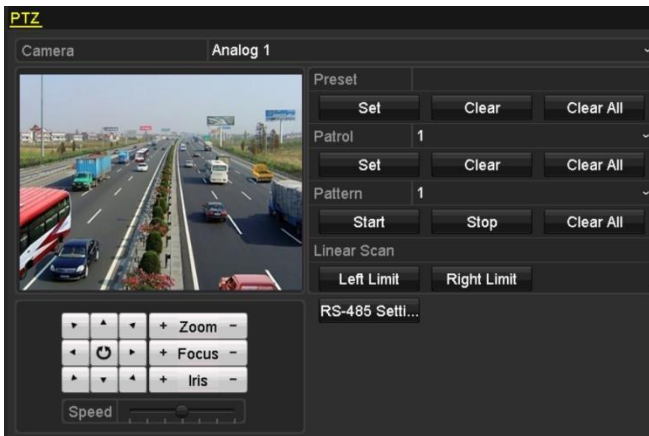 PTZ
Camera Analog 1
Preset
Set Clear Clear All
Patrol 1
Set Clear Clear All
Pattern 1
Start Stop Clear All
Linear Scan
Left Limit Right Limit
RS-485 Setti...
+ Zoom -
+ Focus -
+ Iris -
Speed